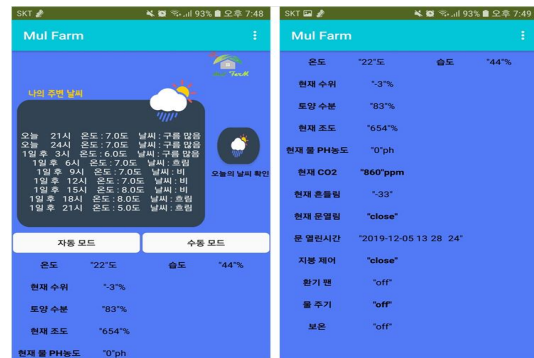 SKT 93% 오후 7:48
Mul Farm
Mul Farm
나의 주변 날씨
오늘 21시 온도 : 7.0도 날씨 : 구름 많음
오늘 24시 온도 : 7.0도 날씨 : 구름 많음
1일 후 3시 온도 : 6.0도 날씨 : 구름 많음
1일 후 6시 온도 : 7.0도 날씨 : 흐림
1일 후 9시 온도 : 7.0도 날씨 : 비
1일 후 12시 온도 : 7.0도 날씨 : 비
1일 후 15시 온도 : 8.0도 날씨 : 비
1일 후 18시 온도 : 8.0도 날씨 : 흐림
1일 후 21시 온도 : 5.0도 날씨 : 흐림
오늘의 날씨 확인
자동 모드 수동 모드
온도 "22"도 습도 "44"%
현재 수위 "-3"%
토양 수분 "83"%
현재 조도 "654"%
현재 물 PH농도 "0"ph
SKT 93% 오후 7:49
Mul Farm
온도 "22"도 습도 "44"%
현재 수위 "-3"%
토양 수분 "83"%
현재 조도 "654"%
현재 물 PH농도 "0"ph
현재 CO2 "860"ppm
현재 흔들림 "-33"
현재 문열림 "close"
문 열린시간 "2019-12-05 13 28 24"
지붕 제어 "close"
환기 팬 "off"
물 주기 "off"
보온 "off"